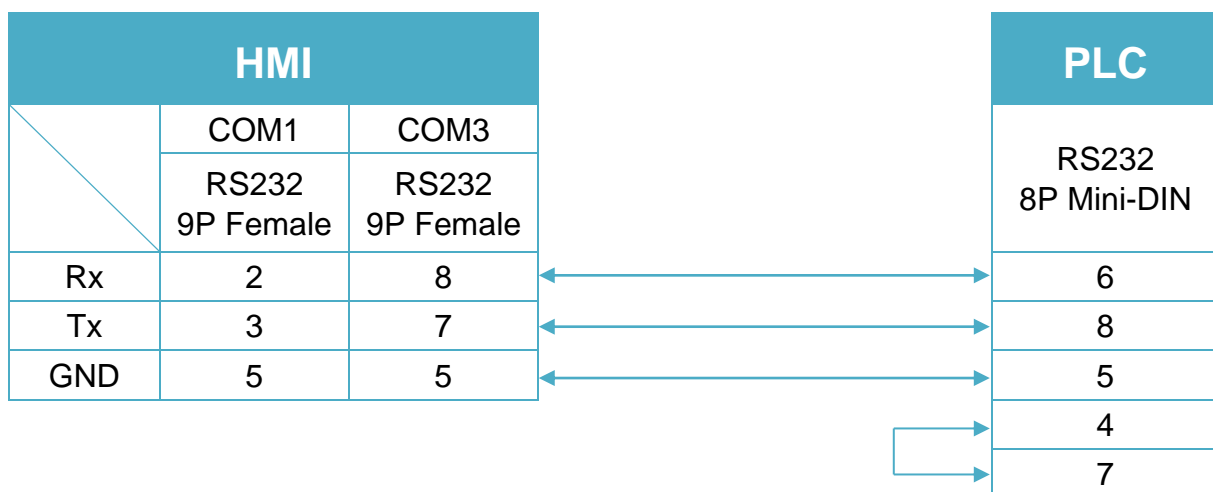 HMI PLC
COM1 COM3
RS232
8P Mini-DIN
RS232 RS232
9P Female 9P Female
Rx 2 8 6
Tx 3 7 8
GND 5 5 5
4
7